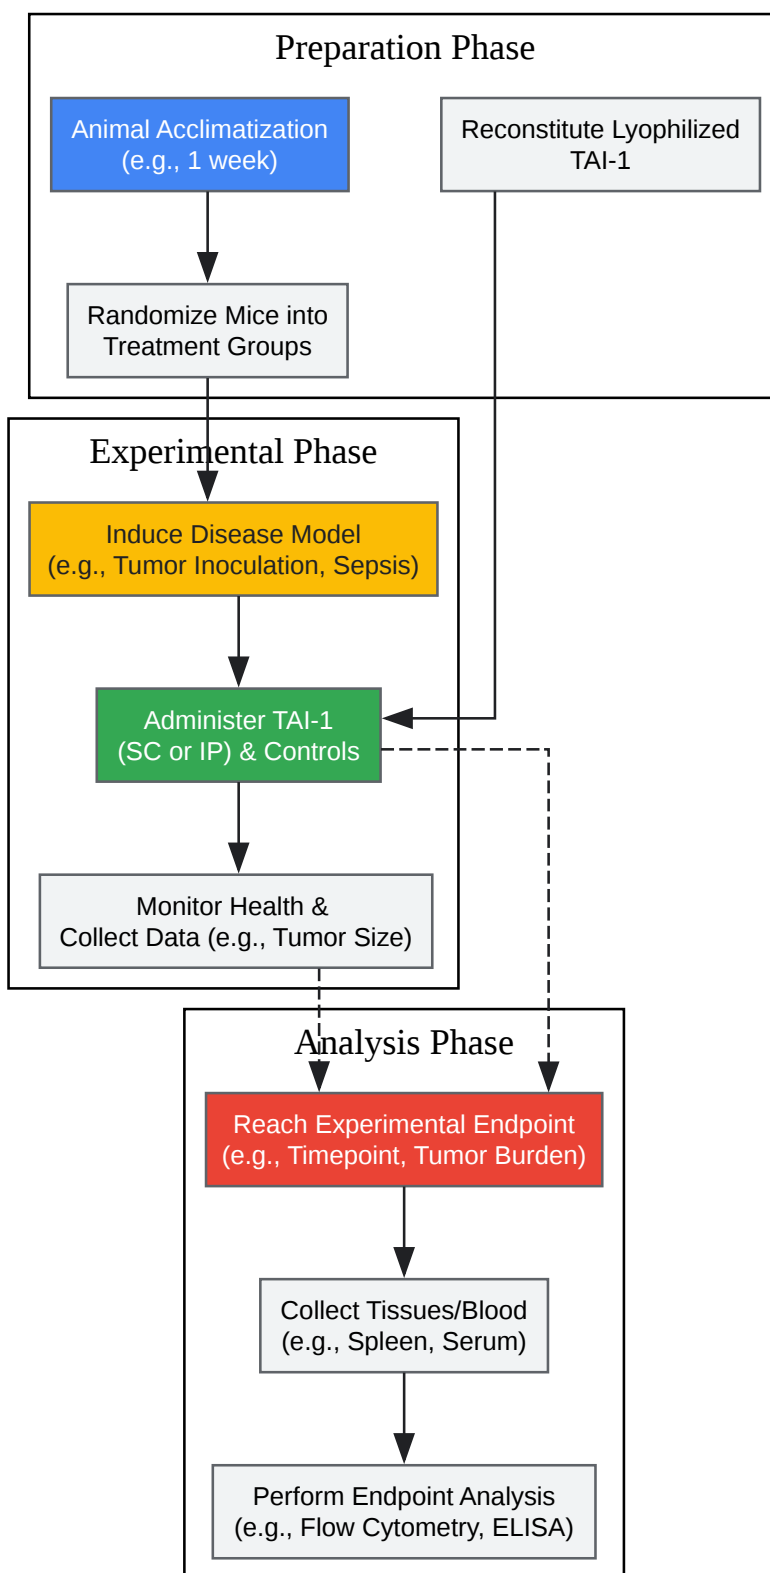 Preparation Phase
Animal Acclimatization
(e.g., 1 week)
Reconstitute Lyophilized
TAI-1
Randomize Mice into
Treatment Groups
Experimental Phase
Induce Disease Model
(e.g., Tumor Inoculation, Sepsis)
Administer TAI-1
(SC or IP) & Controls
Monitor Health &
Collect Data (e.g., Tumor Size)
Analysis Phase
Reach Experimental Endpoint
(e.g., Timepoint, Tumor Burden)
Collect Tissues/Blood
(e.g., Spleen, Serum)
Perform Endpoint Analysis
(e.g., Flow Cytometry, ELISA)